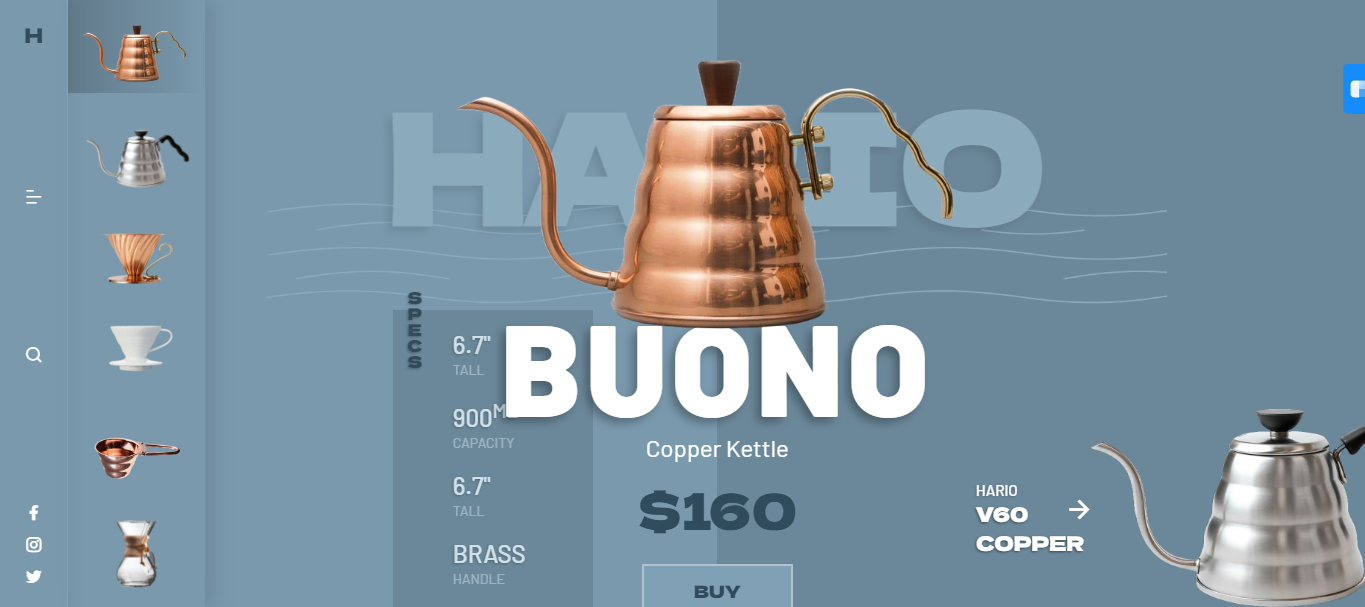 H
HARIO
SPECS
6.7"
TALL
BUONO
900M
CAPACITY
Copper Kettle
6.7"
TALL
$160
BRASS
HANDLE
BUY
HARIO
V60
COPPER